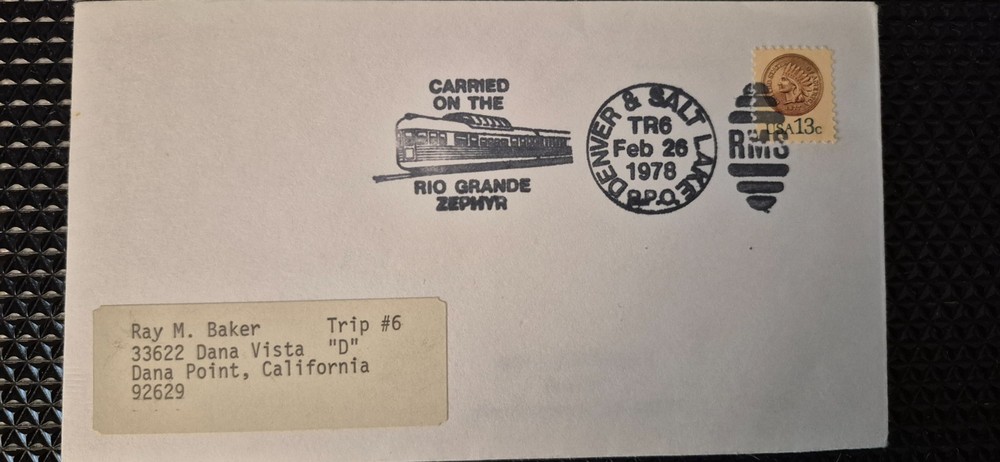 CARRIED
ON THE
RIO GRANDE
ZEPHYR
DENVER & SALT LAKE
TR6
Feb 26
1978
R.P.O.
RMS
USA 13c
Ray M. Baker Trip #6
33622 Dana Vista "D"
Dana Point, California
92629